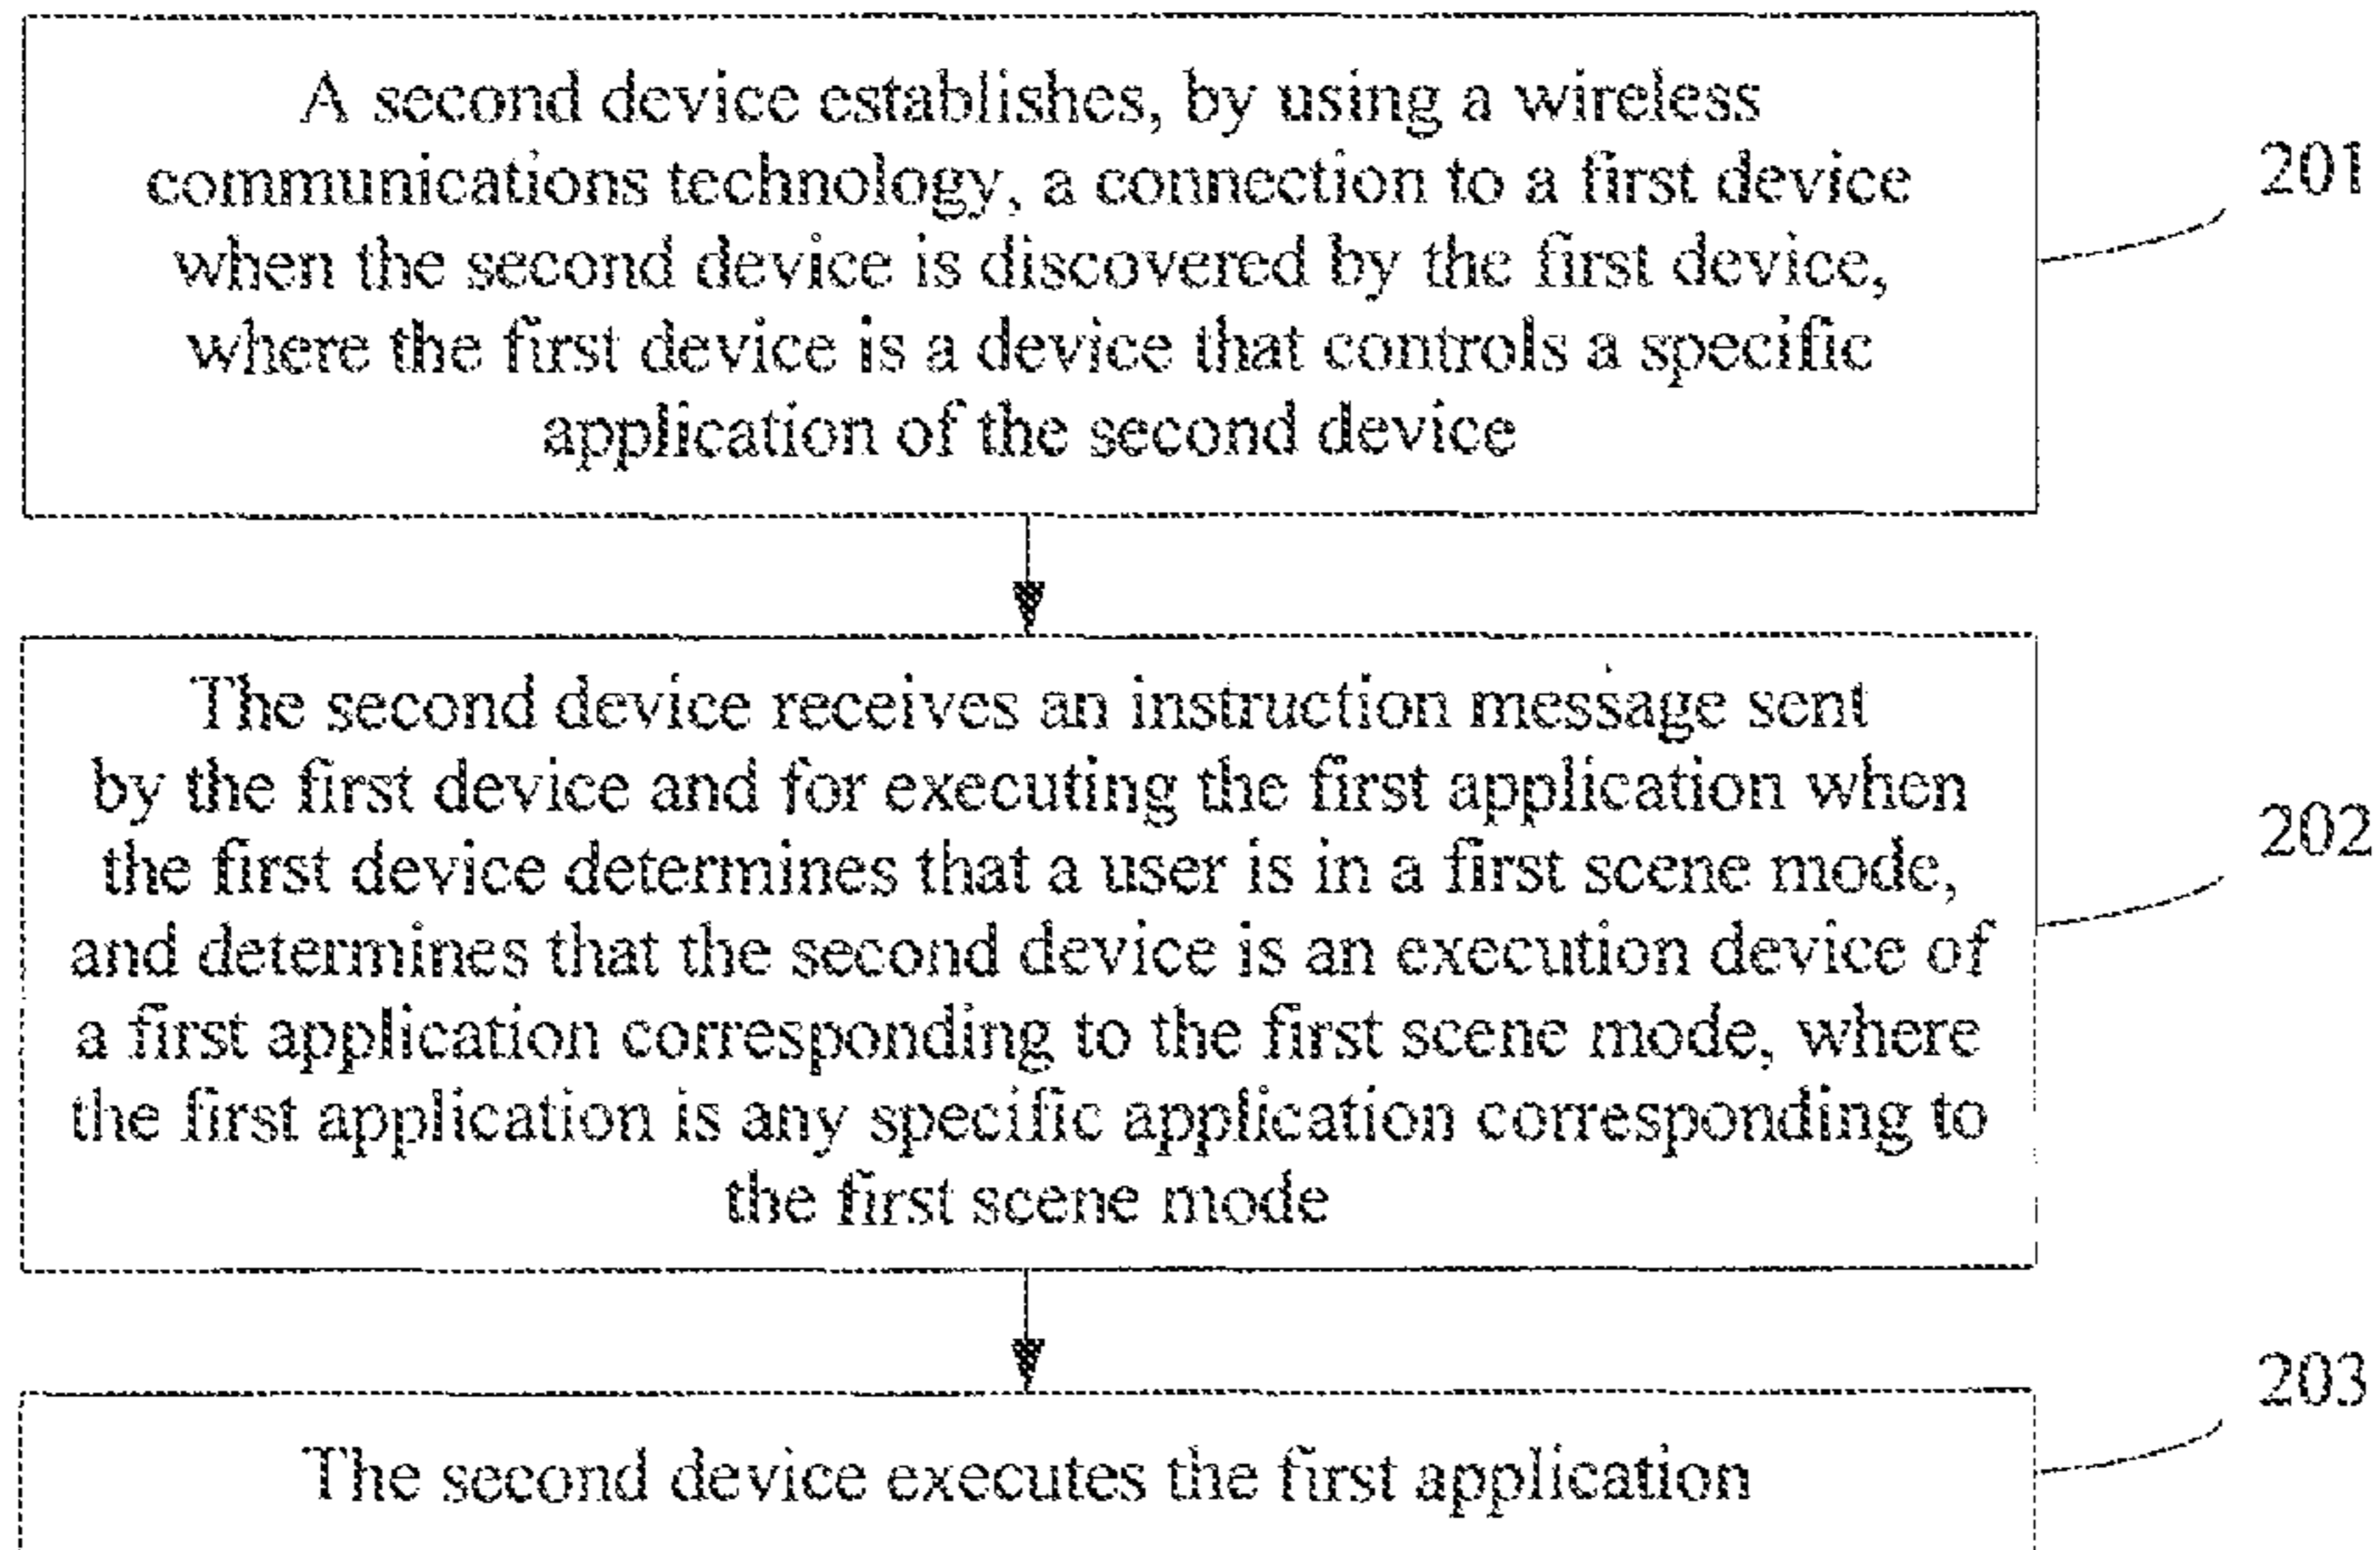 A second device establishes, by using a wireless
communications technology, a connection to a first device
when the second device is discovered by the first device,
where the first device is a device that controls a specific
application of the second device
201
The second device receives an instruction message sent
by the first device and for executing the first application when
the first device determines that a user is in a first scene mode,
and determines that the second device is an execution device of
a first application corresponding to the first scene mode, where
the first application is any specific application corresponding to
the first scene mode
202
The second device executes the first application
203